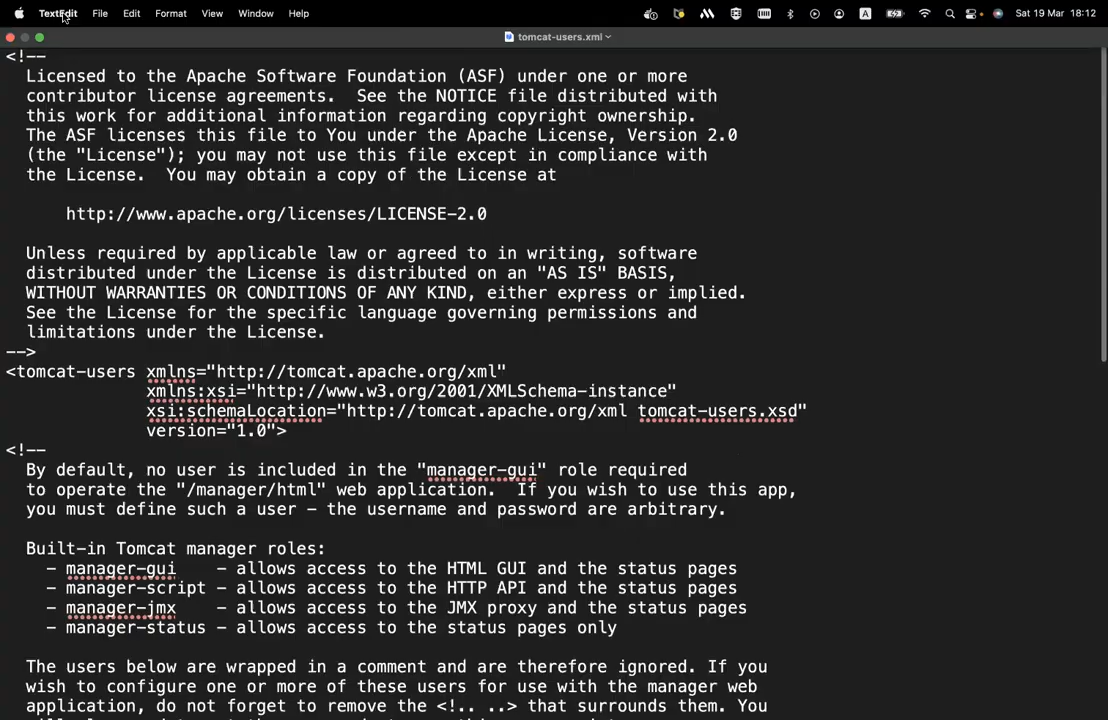 TextEdit File Edit Format View Window Help A Sat 19 Mar 18:12
tomcat-users.xml
<!--
Licensed to the Apache Software Foundation (ASF) under one or more
contributor license agreements.  See the NOTICE file distributed with
this work for additional information regarding copyright ownership.
The ASF licenses this file to You under the Apache License, Version 2.0
(the "License"); you may not use this file except in compliance with
the License.  You may obtain a copy of the License at
http://www.apache.org/licenses/LICENSE-2.0
Unless required by applicable law or agreed to in writing, software
distributed under the License is distributed on an "AS IS" BASIS,
WITHOUT WARRANTIES OR CONDITIONS OF ANY KIND, either express or implied.
See the License for the specific language governing permissions and
limitations under the License.
-->
<tomcat-users xmlns="http://tomcat.apache.org/xml"
xmlns:xsi="http://www.w3.org/2001/XMLSchema-instance"
xsi:schemaLocation="http://tomcat.apache.org/xml tomcat-users.xsd"
version="1.0">
<!--
By default, no user is included in the "manager-gui" role required
to operate the "/manager/html" web application.  If you wish to use this app,
you must define such a user - the username and password are arbitrary.
Built-in Tomcat manager roles:
- manager-gui    - allows access to the HTML GUI and the status pages
- manager-script - allows access to the HTTP API and the status pages
- manager-jmx    - allows access to the JMX proxy and the status pages
- manager-status - allows access to the status pages only
The users below are wrapped in a comment and are therefore ignored. If you
wish to configure one or more of these users for use with the manager web
application, do not forget to remove the <!.. ..> that surrounds them. You